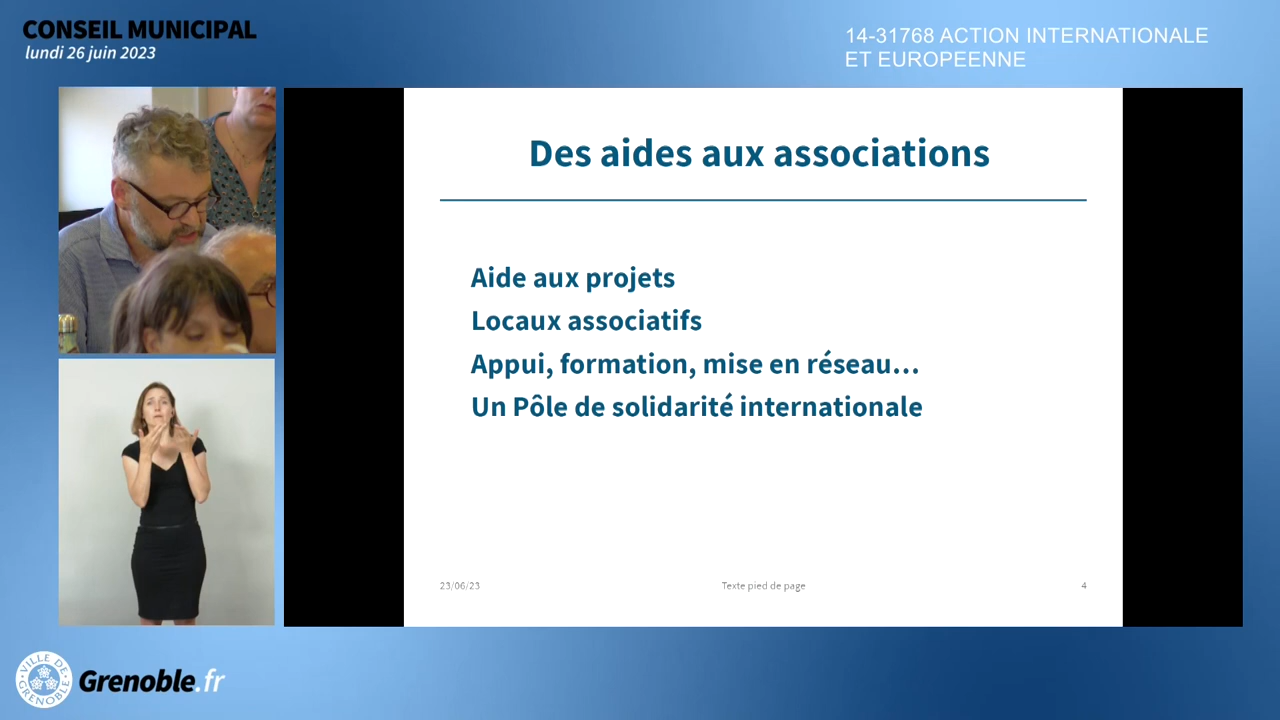 CONSEIL MUNICIPAL
lundi 26 juin 2023
14-31768 ACTION INTERNATIONALE
ET EUROPEENNE
Des aides aux associations
Aide aux projets
Locaux associatifs
Appui, formation, mise en réseau...
Un Pôle de solidarité internationale
23/06/23
Texte pied de page
4
VILLE DE
GRENOBLE
Grenoble.fr